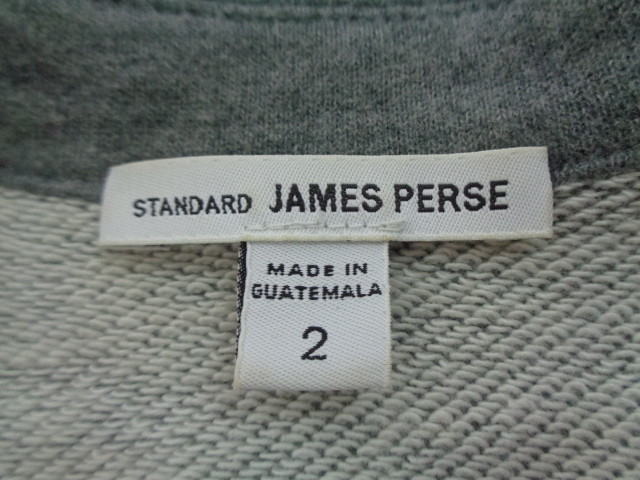 STANDARD JAMES PERSE
MADE IN
GUATEMALA
2